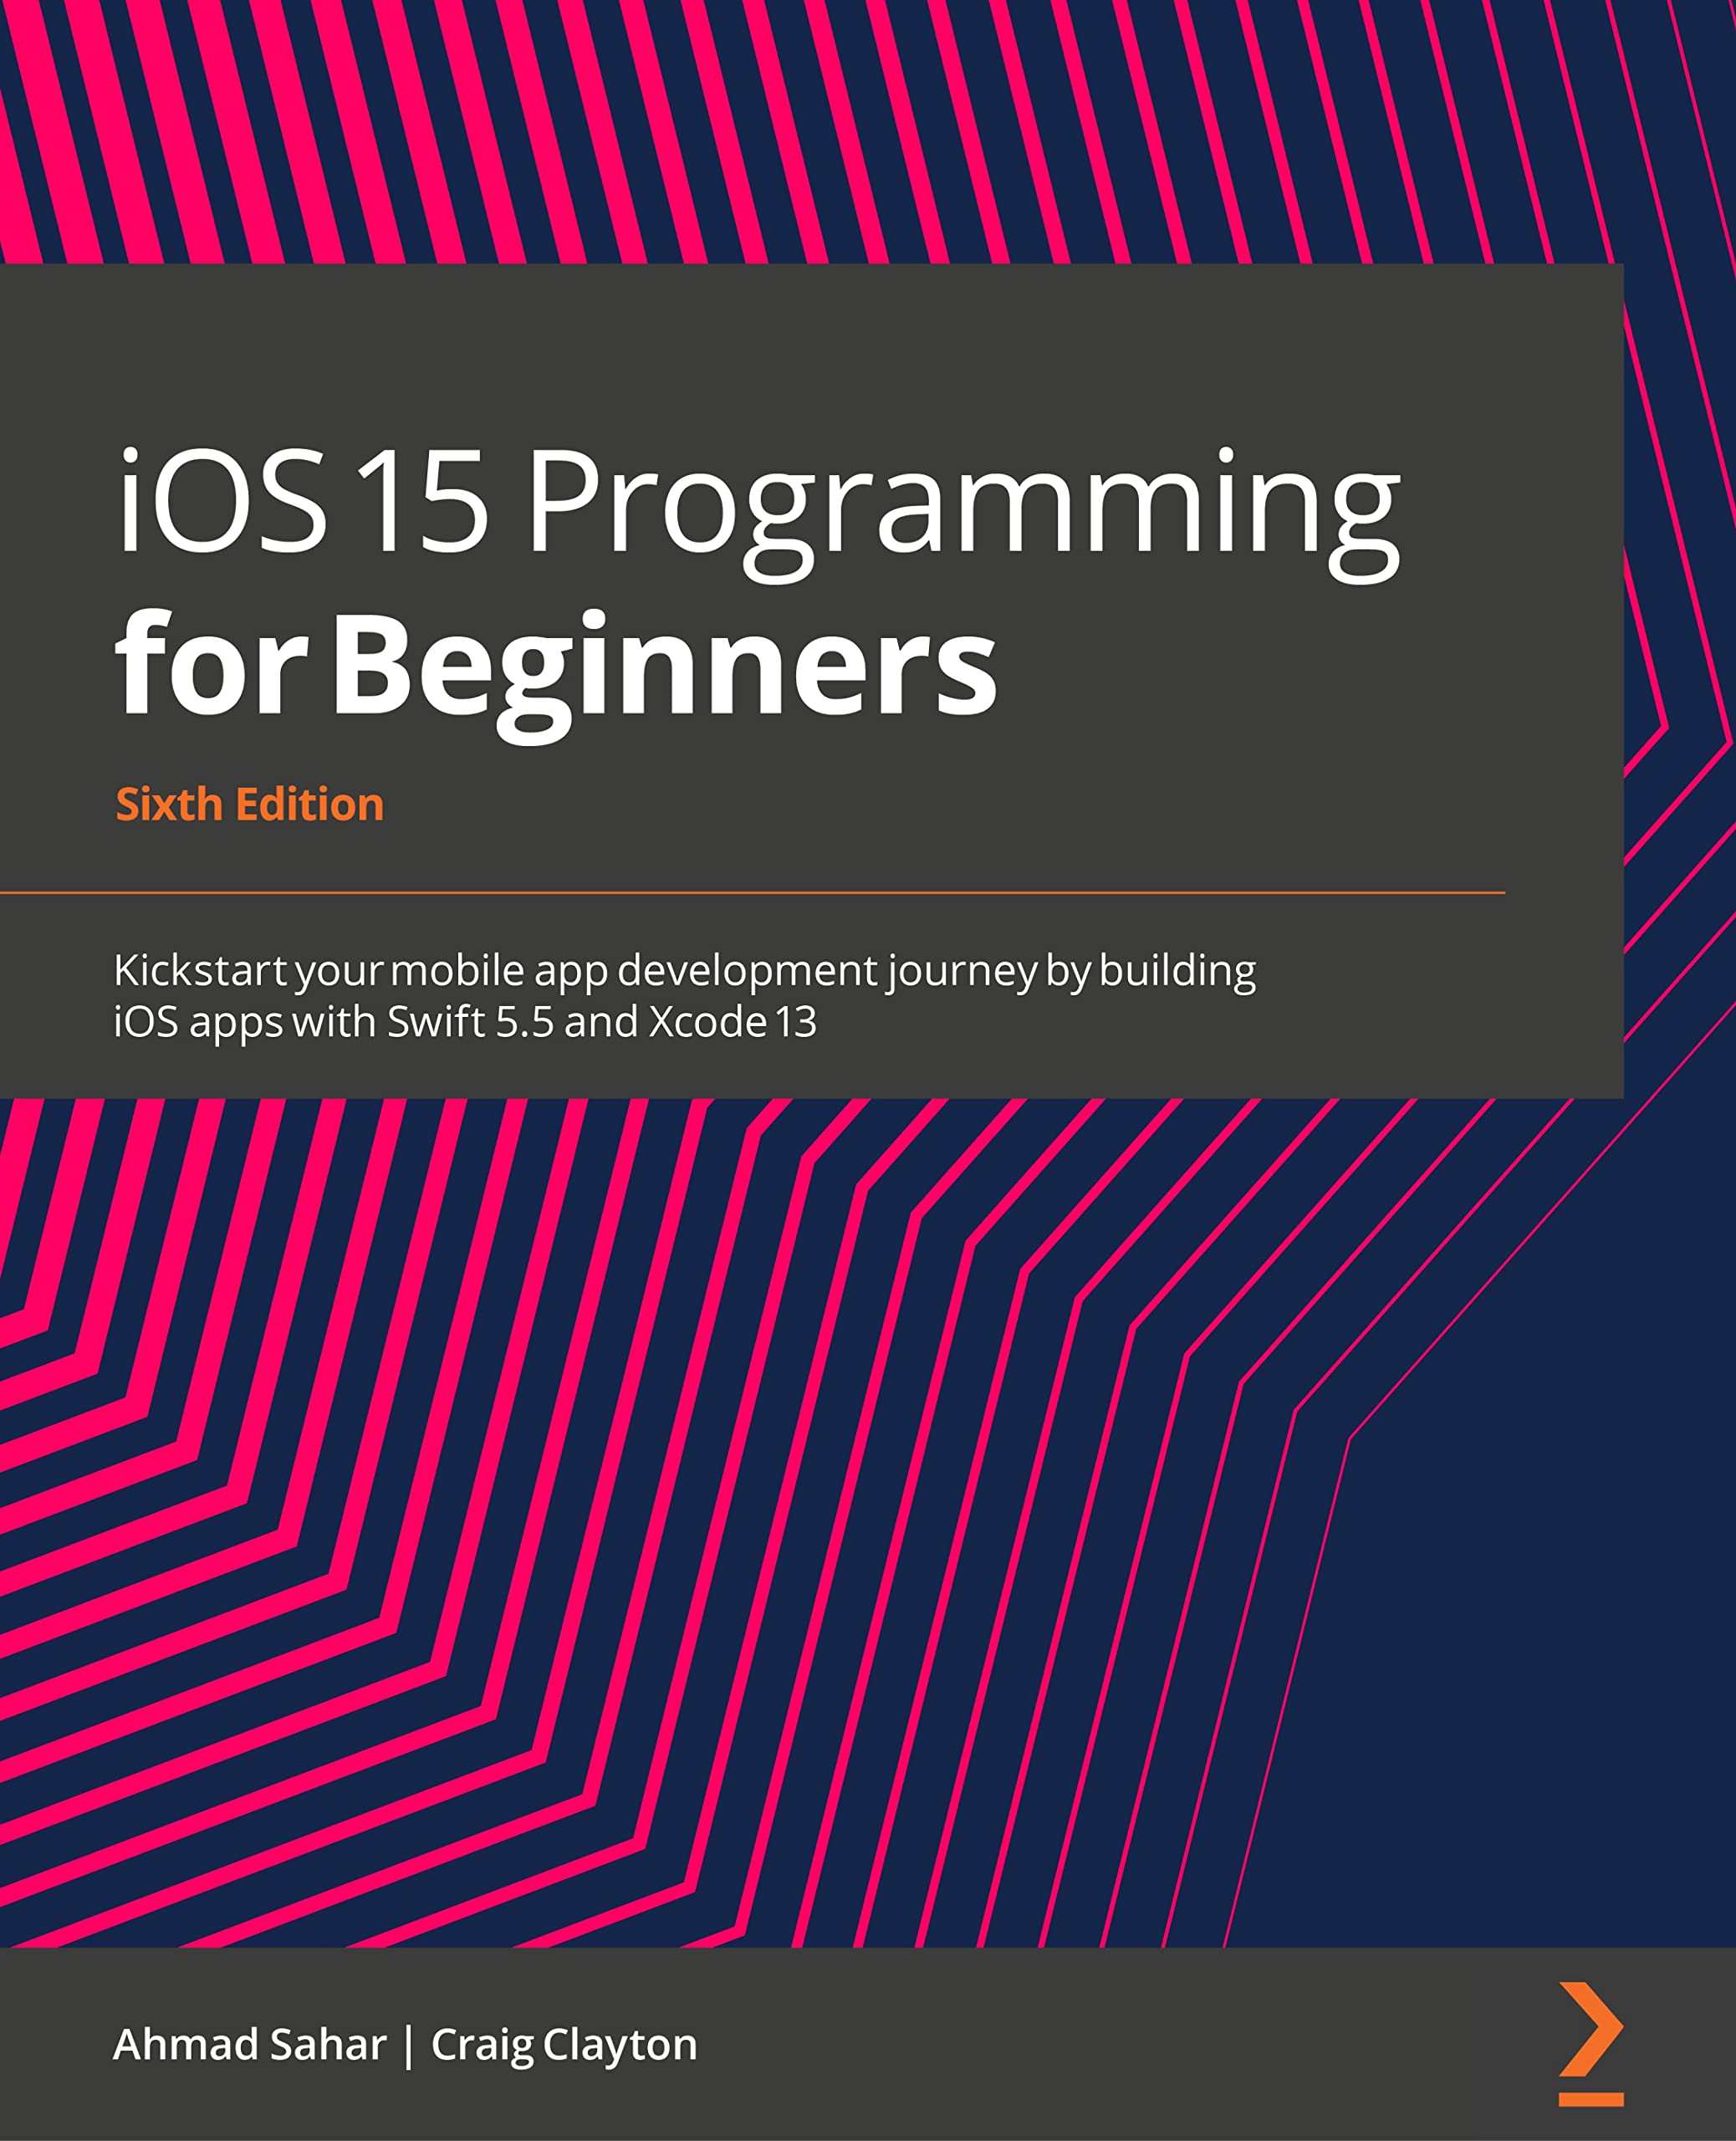 iOS 15 Programming
for Beginners
Sixth Edition
Kickstart your mobile app development journey by building
iOS apps with Swift 5.5 and Xcode 13
Ahmad Sahar | Craig Clayton